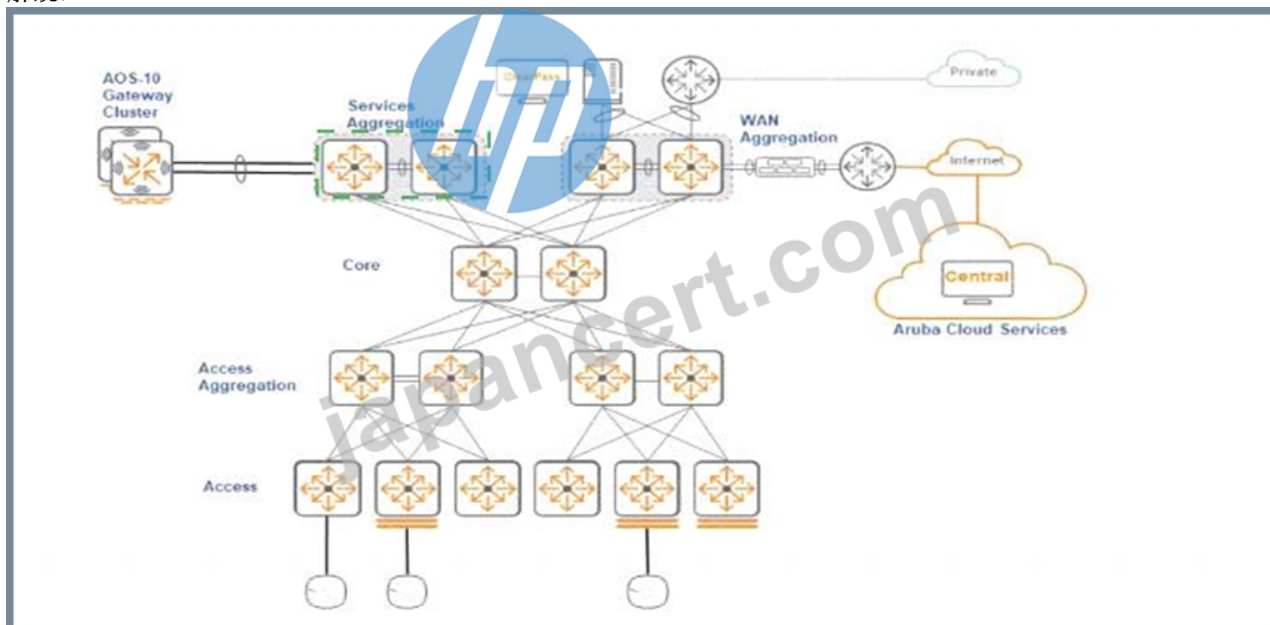 AOS-10
Gateway
Cluster
Services
Aggregation
ClearPass
WAN
Aggregation
Private
Internet
Core
Central
Aruba Cloud Services
Access
Aggregation
Access
hp
japancert.com